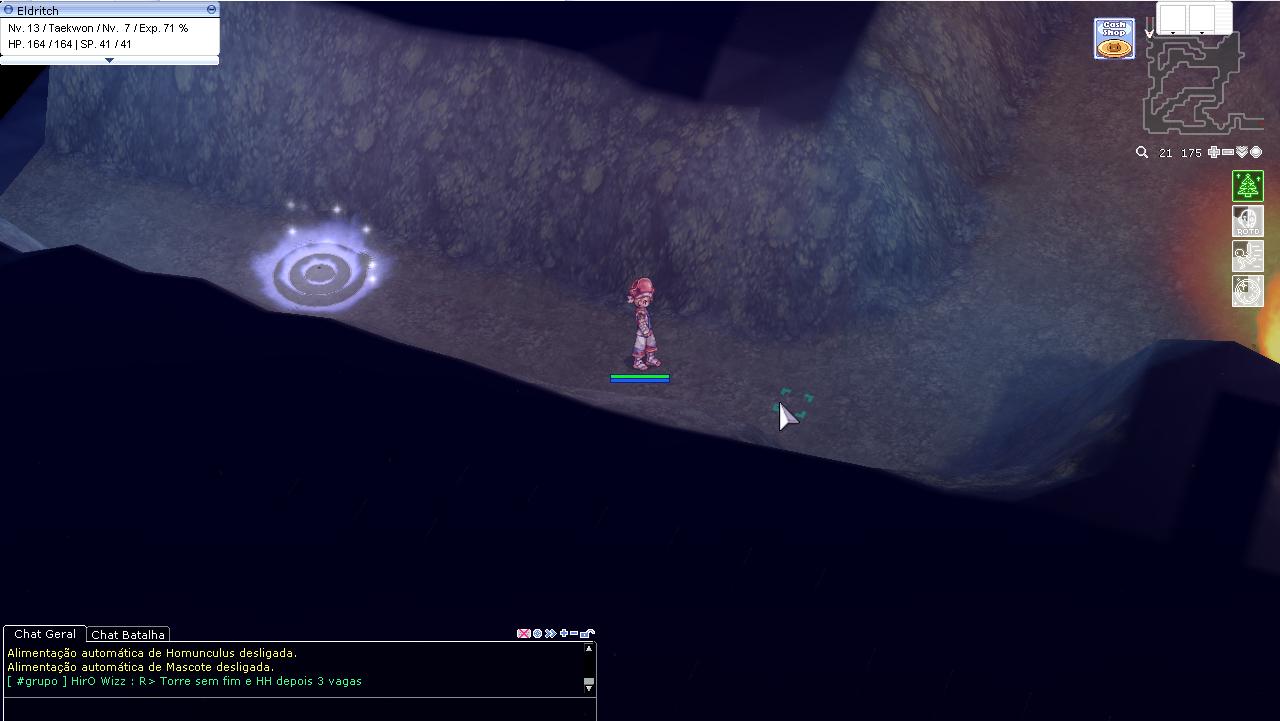 Eldritch
Nv. 13 / Taekwon / Nv. 7 / Exp. 71 %
HP. 164 / 164 | SP. 41 / 41
Cash
Shop
21 175
ROTD
Chat Geral
Chat Batalha
Alimentação automática de Homunculus desligada.
Alimentação automática de Mascote desligada.
[ #grupo ] HirO Wizz : R> Torre sem fim e HH depois 3 vagas